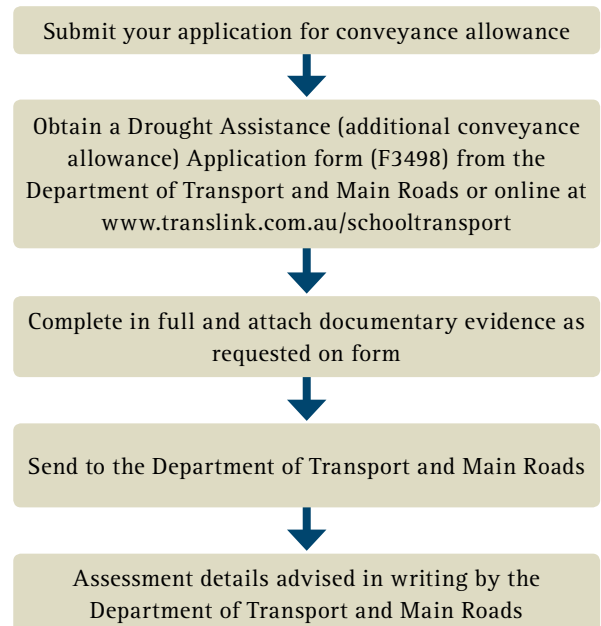 Submit your application for conveyance allowance
Obtain a Drought Assistance (additional conveyance
allowance) Application form (F3498) from the
Department of Transport and Main Roads or online at
www.translink.com.au/schooltransport
Complete in full and attach documentary evidence as
requested on form
Send to the Department of Transport and Main Roads
Assessment details advised in writing by the
Department of Transport and Main Roads